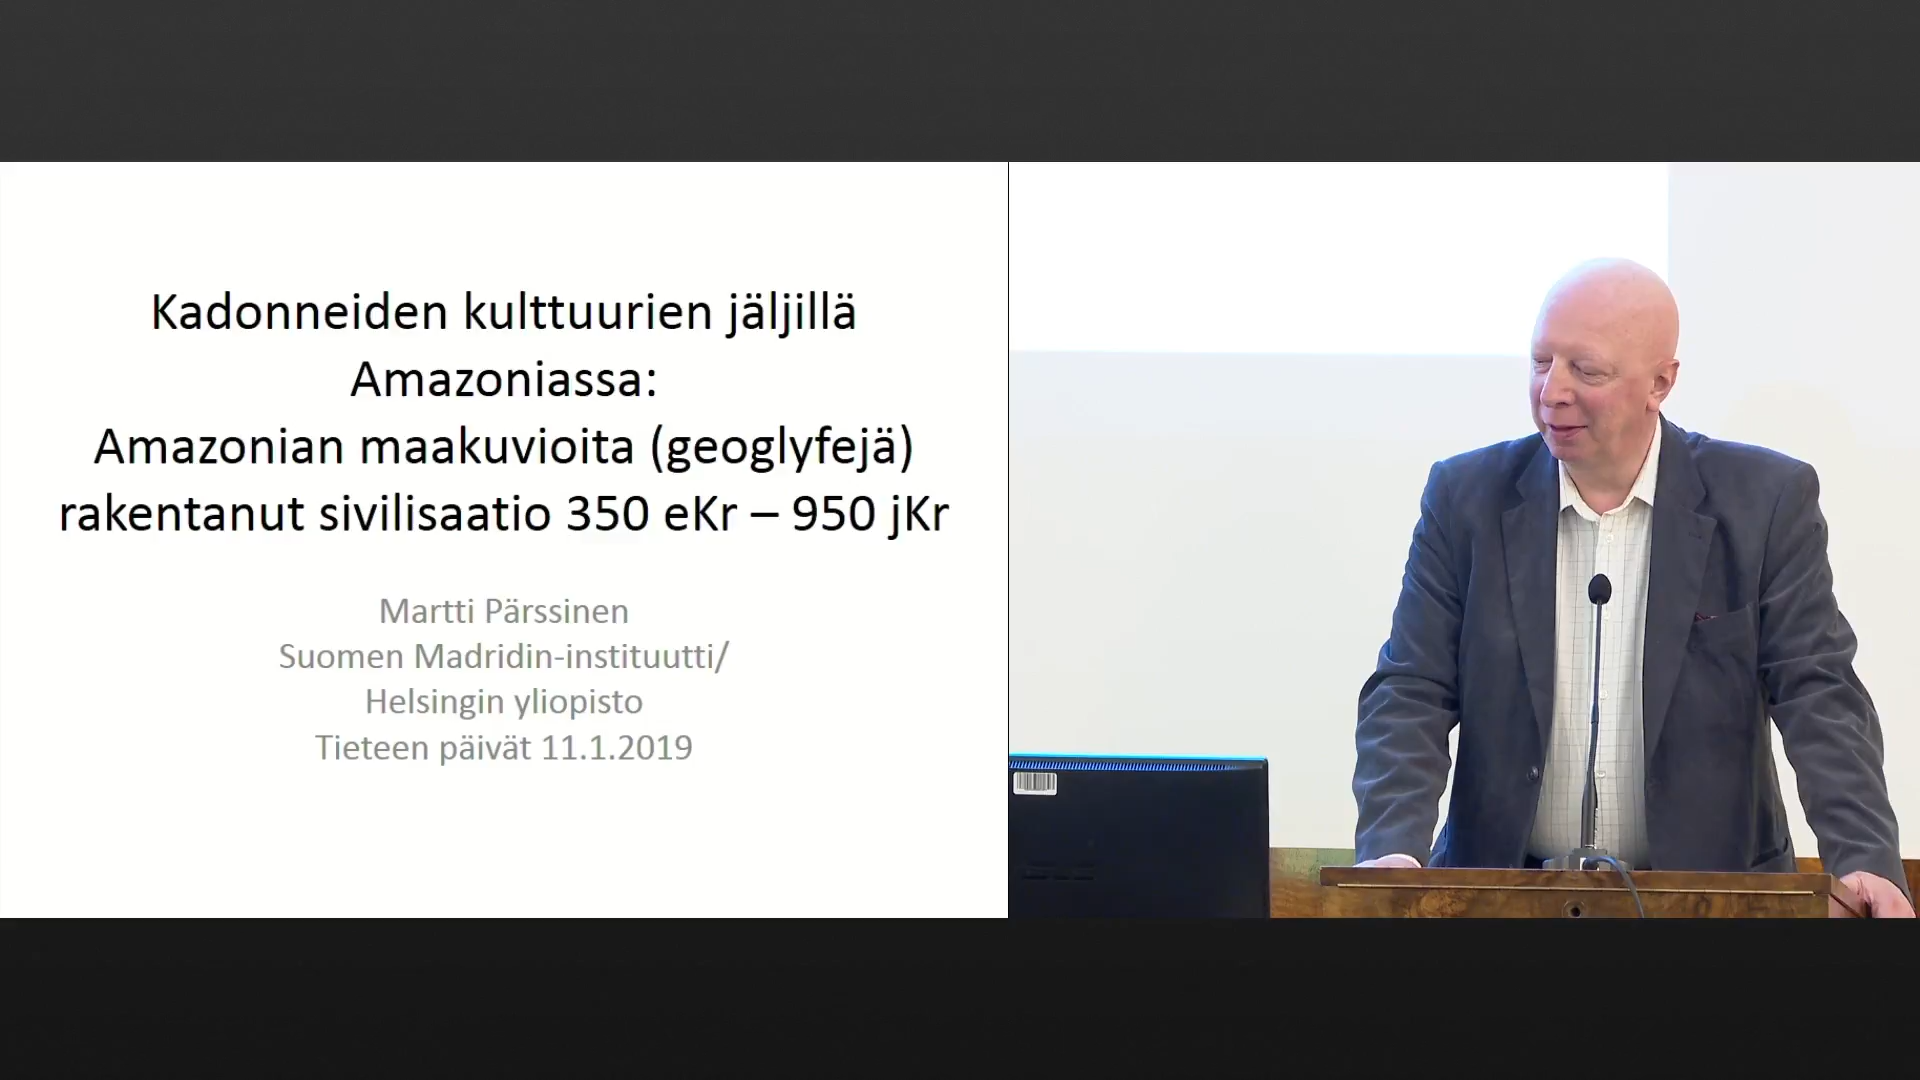 Kadonneiden kulttuurien jäljillä
Amazoniassa:
Amazonian maakuvioita (geoglyfejä)
rakentanut sivilisaatio 350 eKr – 950 jKr
Martti Pärssinen
Suomen Madridin-instituutti/
Helsingin yliopisto
Tieteen päivät 11.1.2019